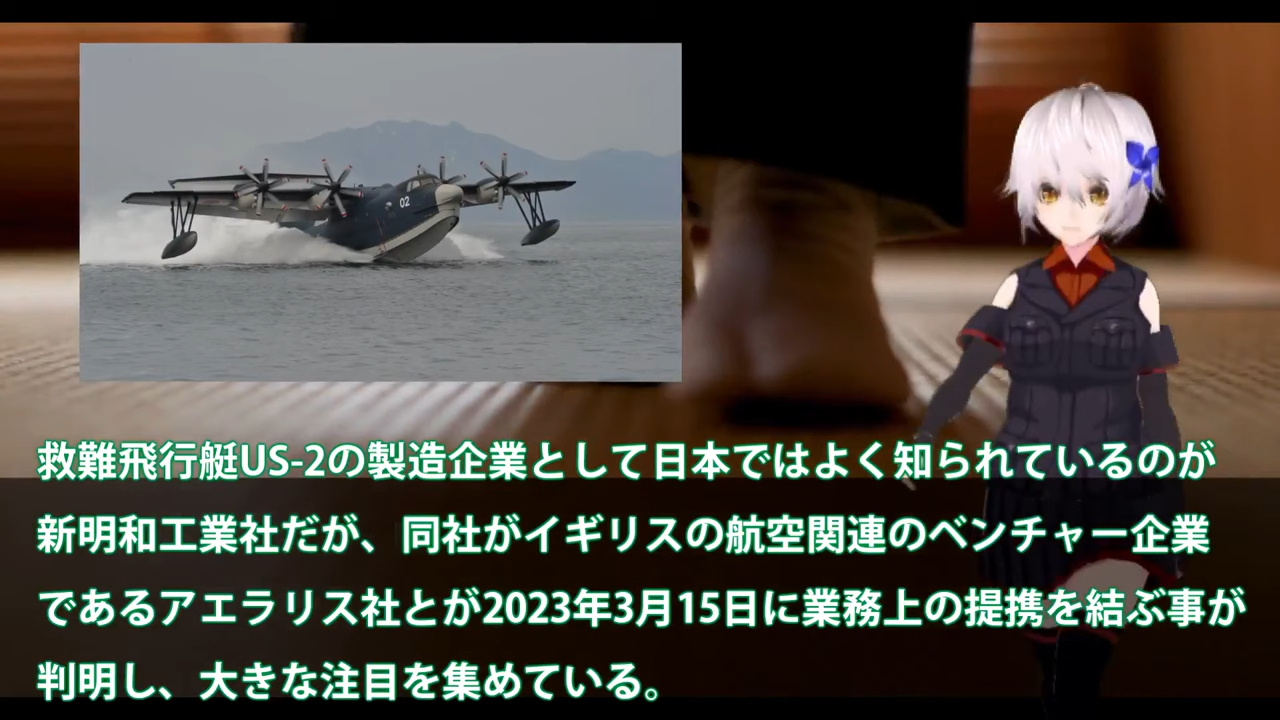 02
救難飛行艇US-2の製造企業として日本ではよく知られているのが
新明和工業社だが、同社がイギリスの航空関連のベンチャー企業
であるアエラリス社とが2023年3月15日に業務上の提携を結ぶ事が
判明し、大きな注目を集めている。